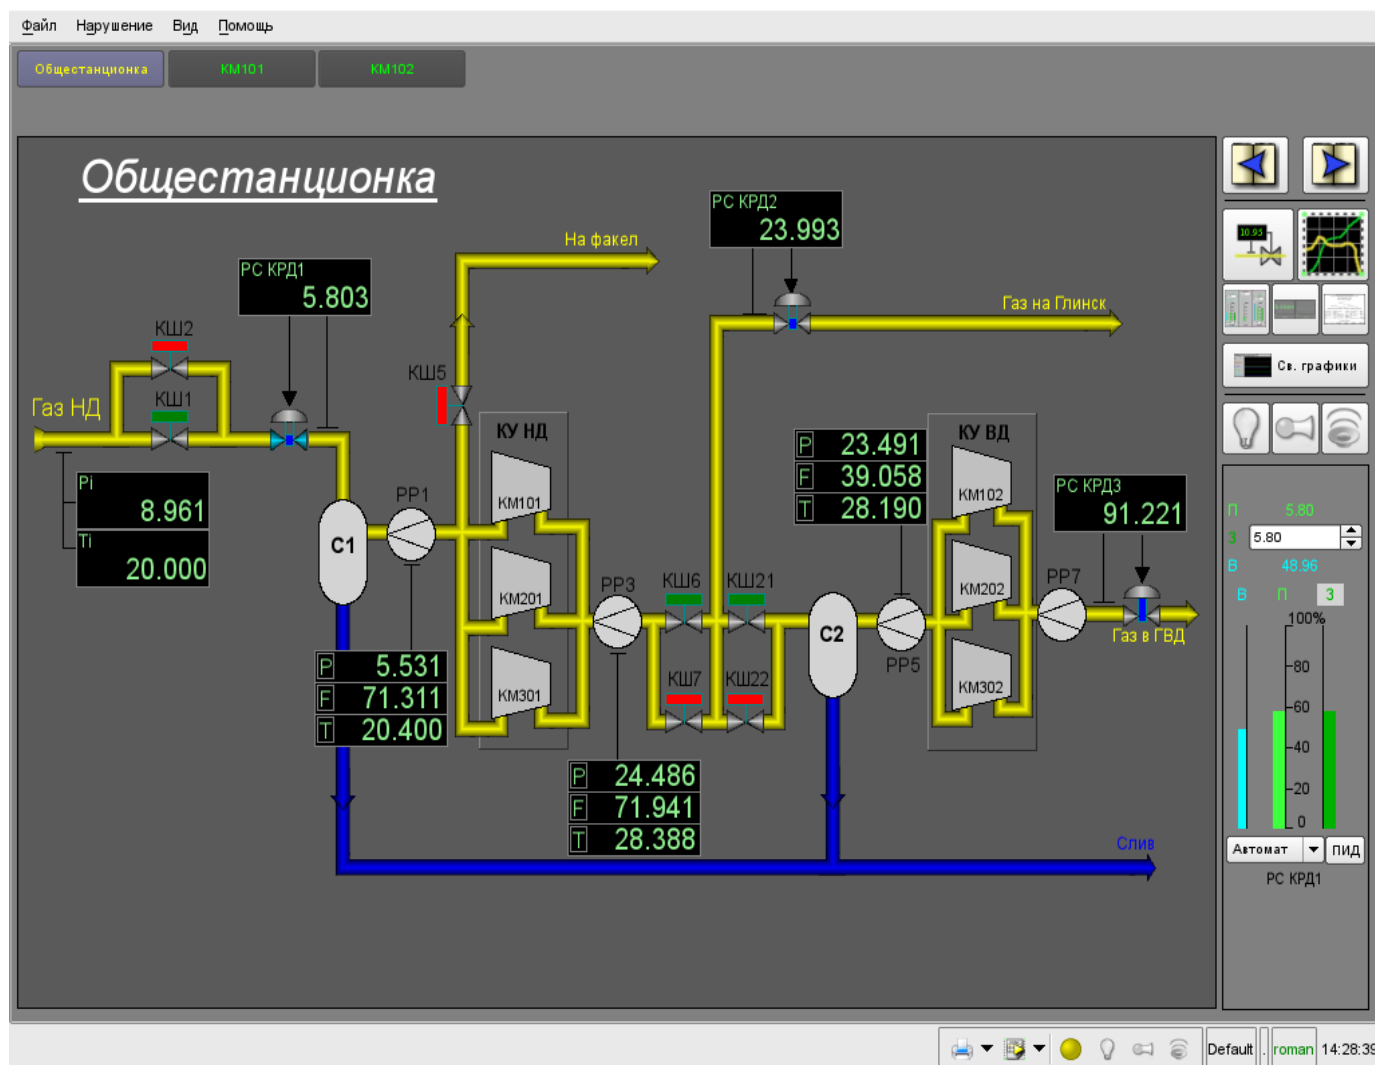 Файл Нарушение Вид Помощь
Общестанционка КМ101 КМ102
Общестанционка
РС КРД2
23.993
На факел
РС КРД1
5.803
Газ на Глинск
КШ2
КШ5
КШ1
Газ НД
Pi
8.961
Ti
20.000
КУ НД
КМ101
КМ201
КМ301
РР1
С1
P 5.531
F 71.311
T 20.400
РР3
P 24.486
F 71.941
T 28.388
КШ6 КШ21
КШ7 КШ22
С2
P 23.491
F 39.058
T 28.190
РР5
КУ ВД
КМ102
КМ202
КМ302
РС КРД3
91.221
РР7
Газ в ГВД
Слив
10.95
Св. графики
П 5.80
З 5.80
В 48.96
В П З
100%
80
60
40
20
0
Автомат ПИД
РС КРД1
Default . roman 14:28:39